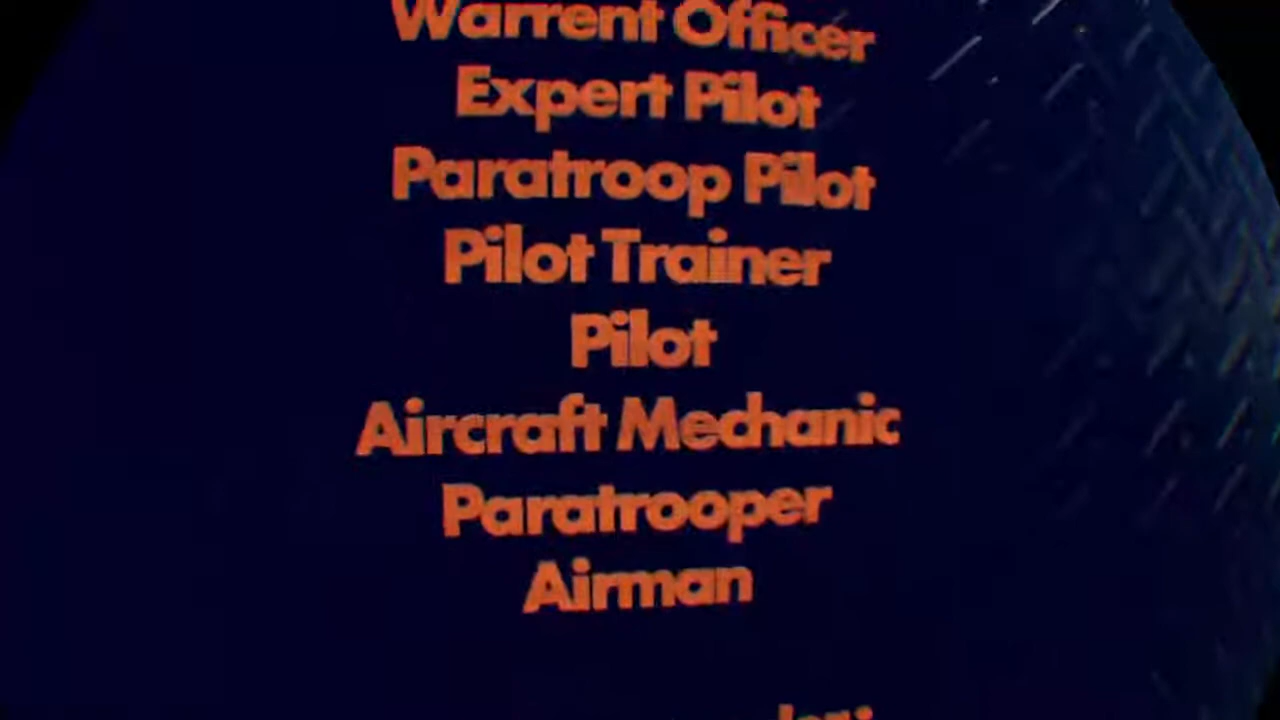 Warrent Officer
Expert Pilot
Paratroop Pilot
Pilot Trainer
Pilot
Aircraft Mechanic
Paratrooper
Airman